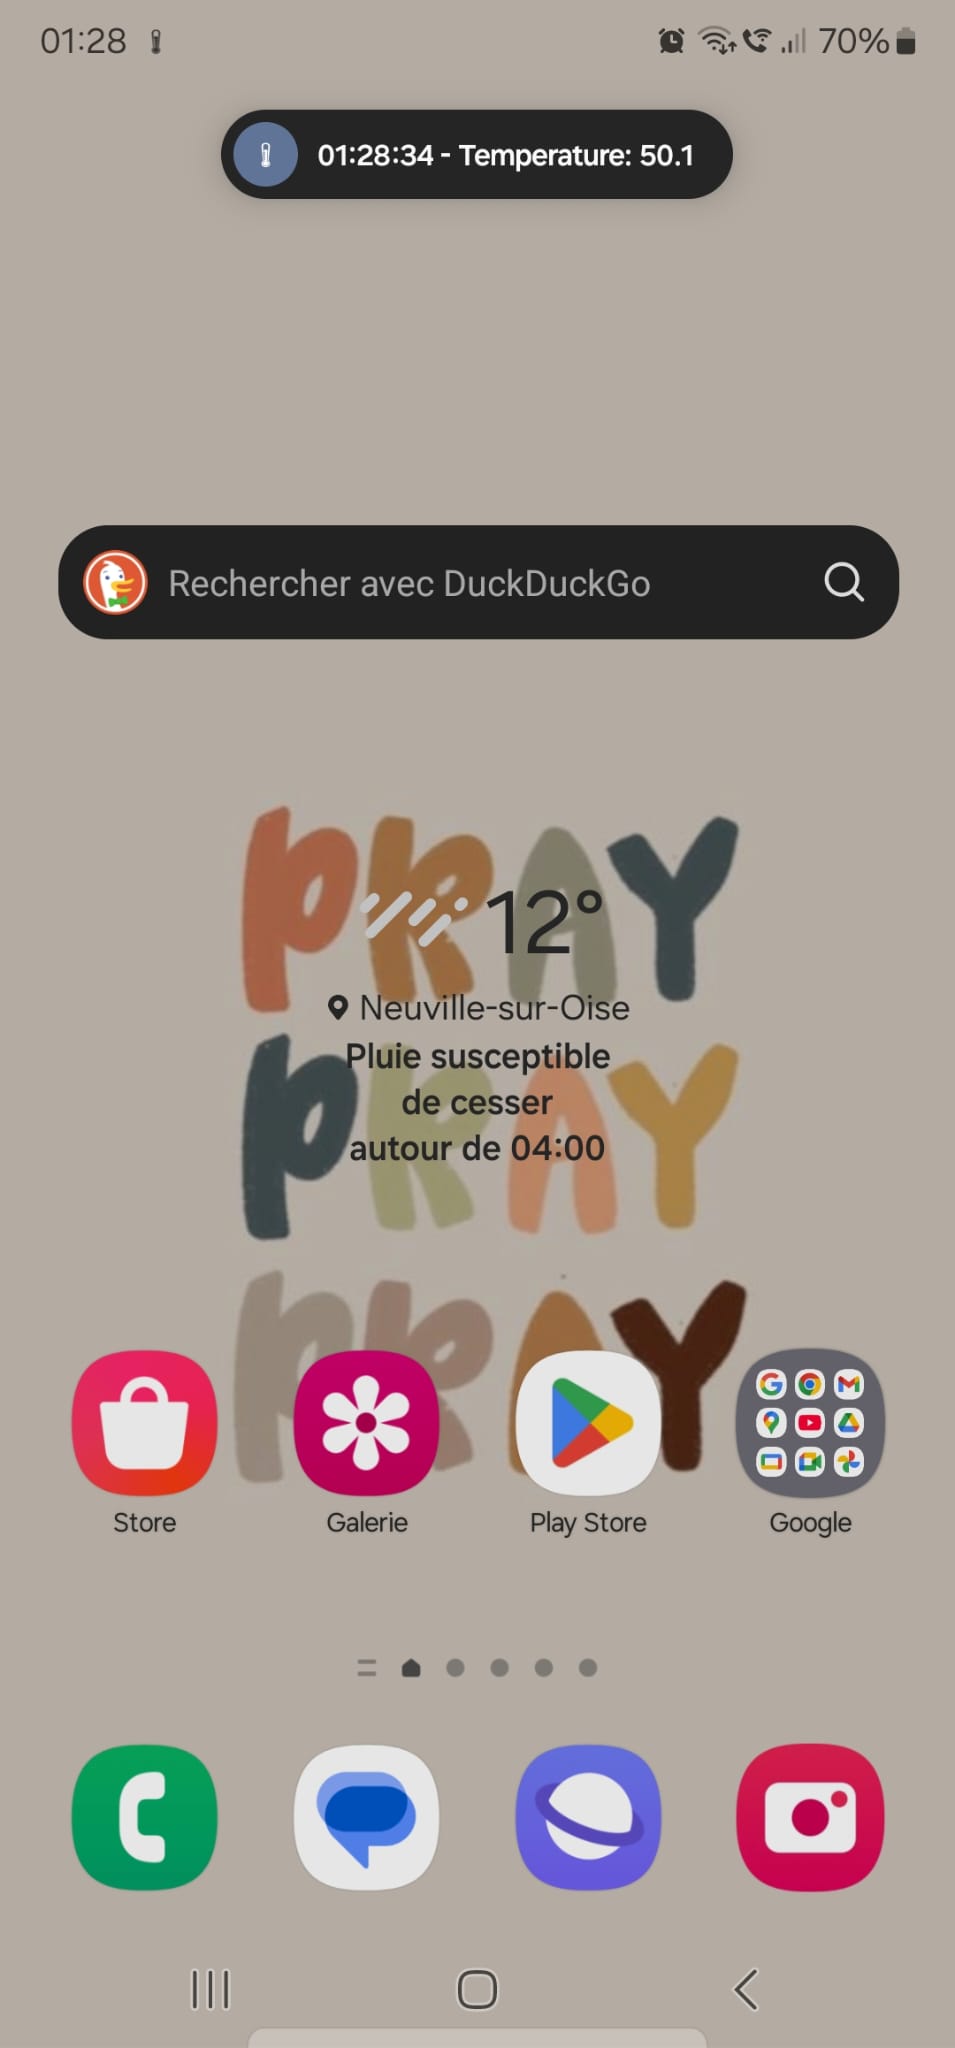 01:28
70%
01:28:34 - Temperature: 50.1
Rechercher avec DuckDuckGo
PRAY
12°
Neuville-sur-Oise
PRAY
Pluie susceptible
de cesser
autour de 04:00
PRAY
Store
Galerie
Play Store
Google